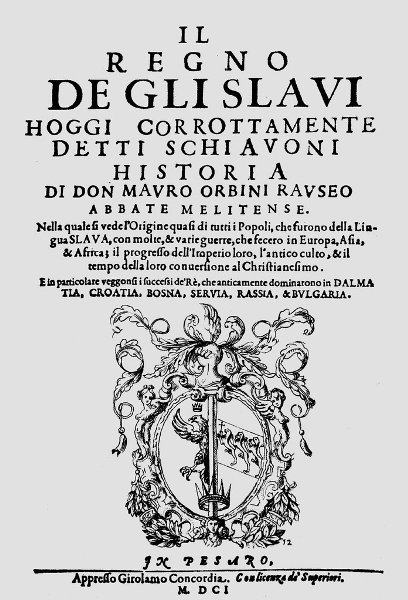 IL
REGNO
DE GLI SLAVI
HOGGI CORROTTAMENTE
DETTI SCHIAVONI
HISTORIA
DI DON MAVRO ORBINI RAVSEO
ABBATE MELITENSE.
Nella quale si vede l'Origine quasi di tutti i Popoli, che furono della Lin-
gua SLAVA, con molte, & varie guerre, che fecero in Europa, Asia,
& Africa; il progresso dell'Imperio loro, l'antico culto, & il
tempo della loro conuersione al Christianesimo.
E in particolare veggonsi i successi de' Rè, che anticamente dominarono in DALMA
TIA, CROATIA, BOSNA, SERVIA, RASSIA, & BVLGARIA.
IN PESARO,
Appresso Girolamo Concordia. Con licenza de' Superiori.
M. DCI